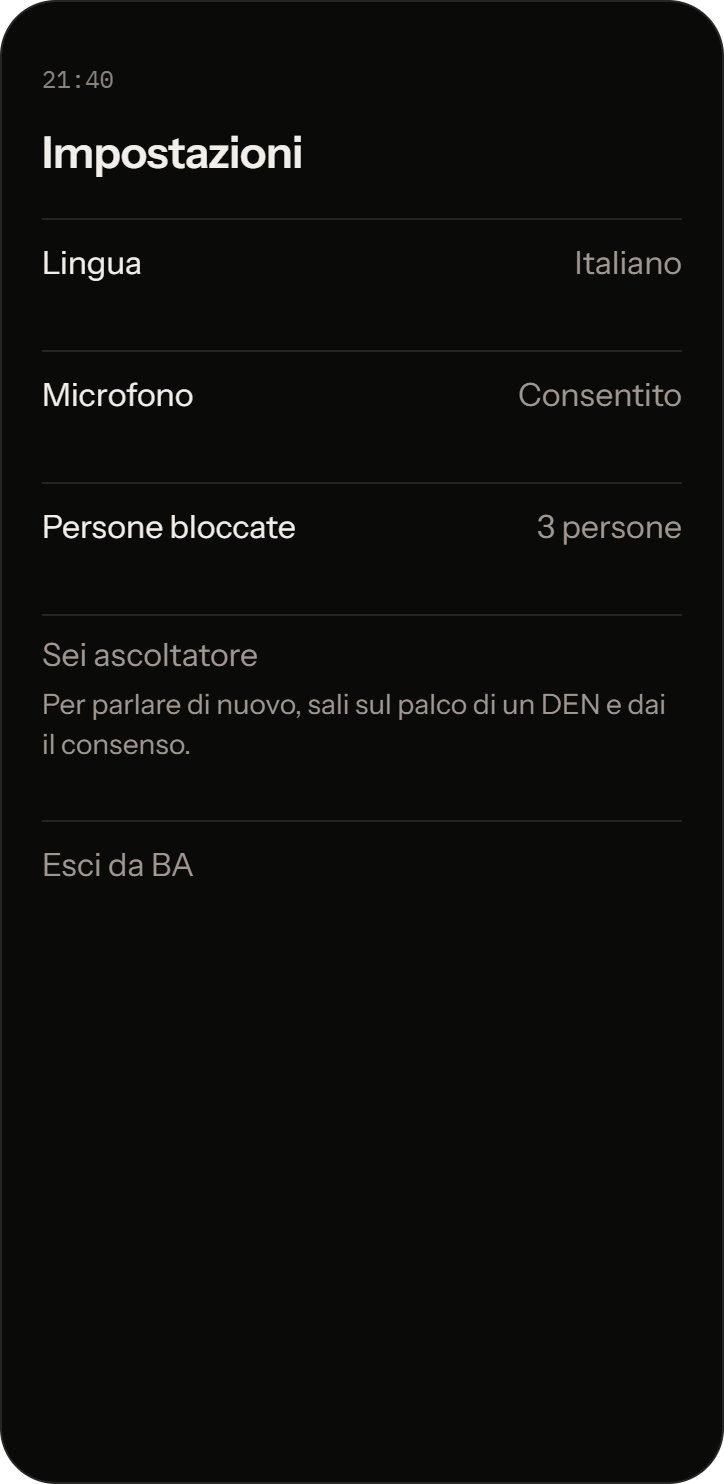 21:40
Impostazioni
Lingua Italiano
Microfono Consentito
Persone bloccate 3 persone
Sei ascoltatore
Per parlare di nuovo, sali sul palco di un DEN e dai
il consenso.
Esci da BA